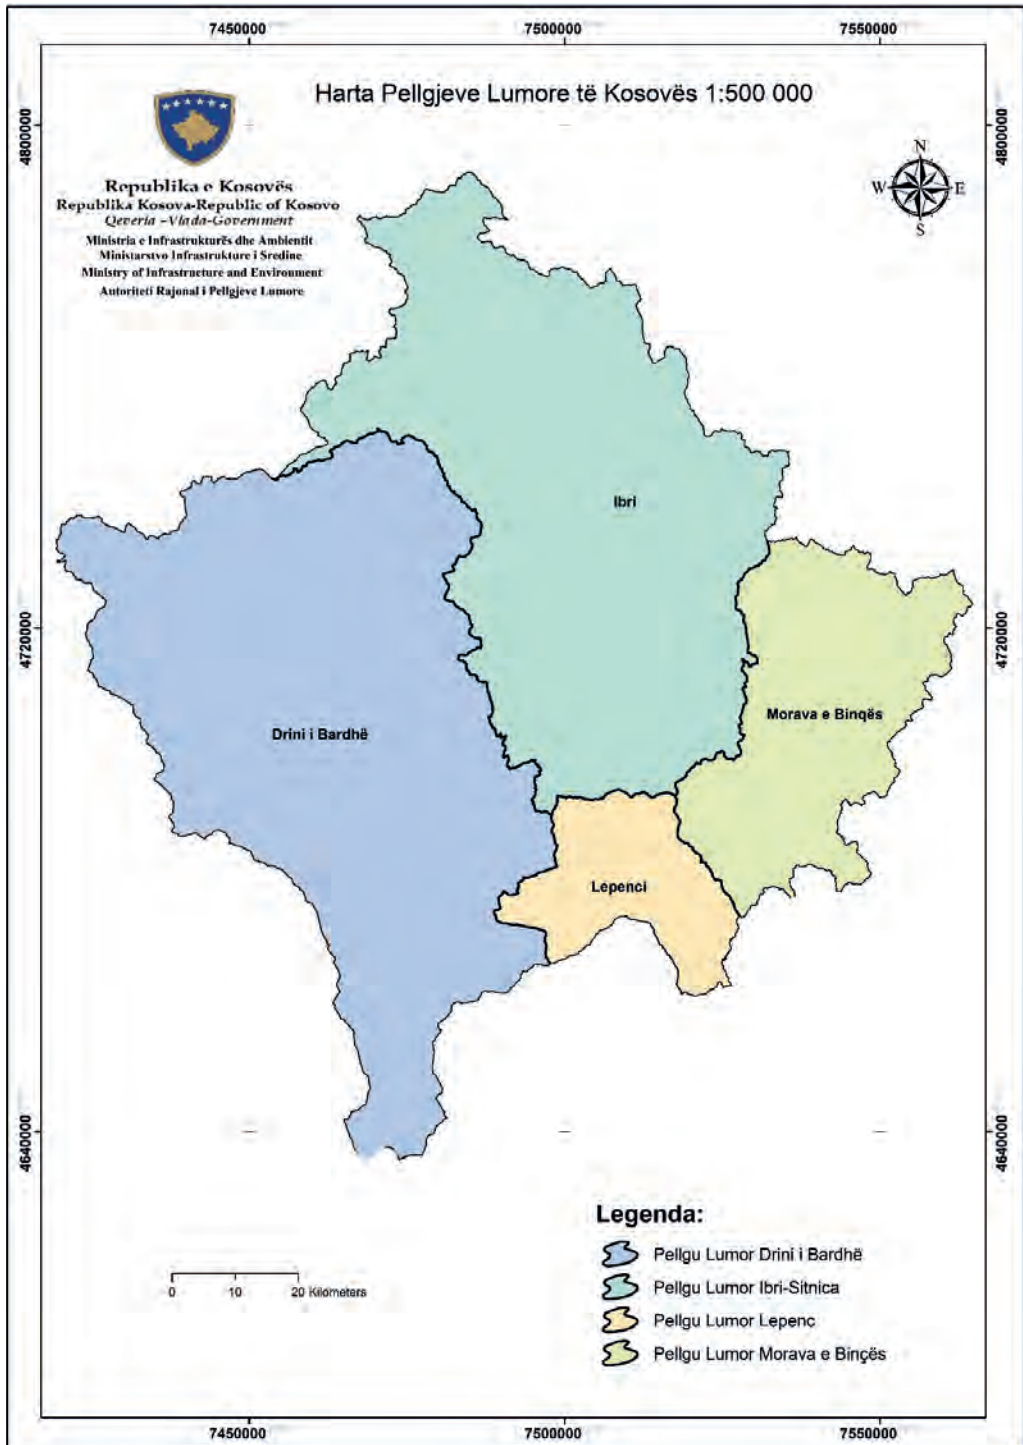 7450000 7500000 7550000
Harta Pellgjeve Lumore të Kosovës 1:500 000
4800000 4800000
N
W E
S
Republika e Kosovës
Republika Kosova-Republic of Kosovo
Qeveria –Vlada-Government
Ministria e Infrastrukturës dhe Ambientit
Ministarstvo Infrastrukture i Sredine
Ministry of Infrastructure and Environment
Autoriteti Rajonal i Pellgjeve Lumore
Ibri
4720000 4720000
Morava e Binqës
Drini i Bardhë
Lepenci
4640000 4640000
Legenda:
Pellgu Lumor Drini i Bardhë
Pellgu Lumor Ibri-Sitnica
Pellgu Lumor Lepenc
Pellgu Lumor Morava e Binçës
0 10 20 Kilometers
7450000 7500000 7550000